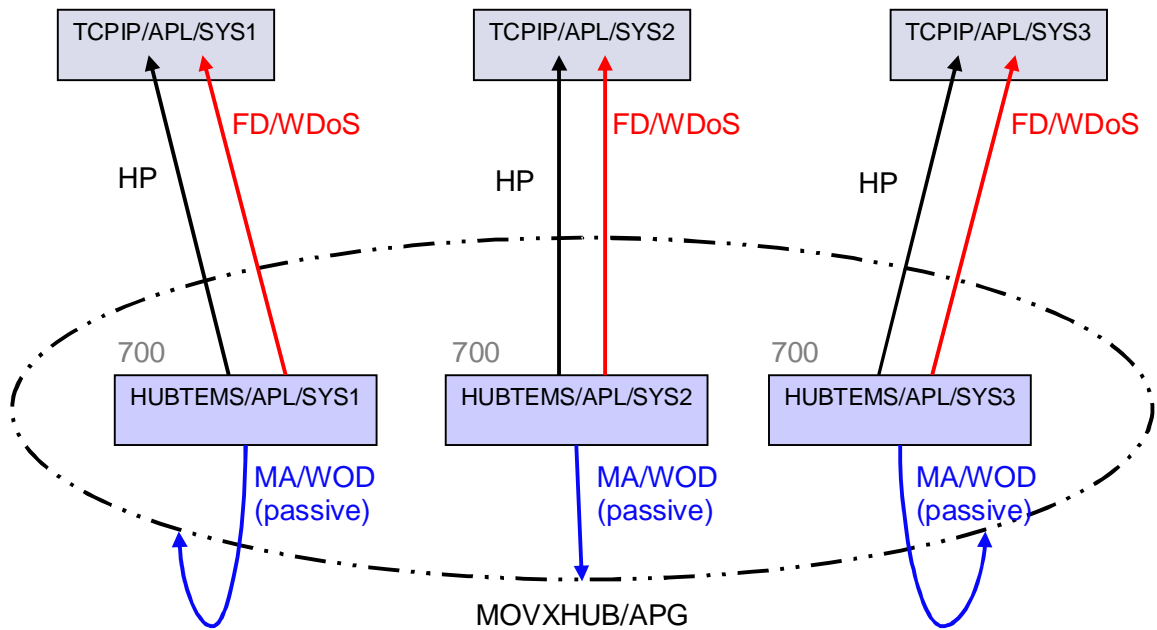 TCPIP/APL/SYS1
TCPIP/APL/SYS2
TCPIP/APL/SYS3
FD/WDoS
FD/WDoS
FD/WDoS
HP
HP
HP
700
700
700
HUBTEMS/APL/SYS1
HUBTEMS/APL/SYS2
HUBTEMS/APL/SYS3
MA/WOD
(passive)
MA/WOD
(passive)
MA/WOD
(passive)
MOVXHUB/APG